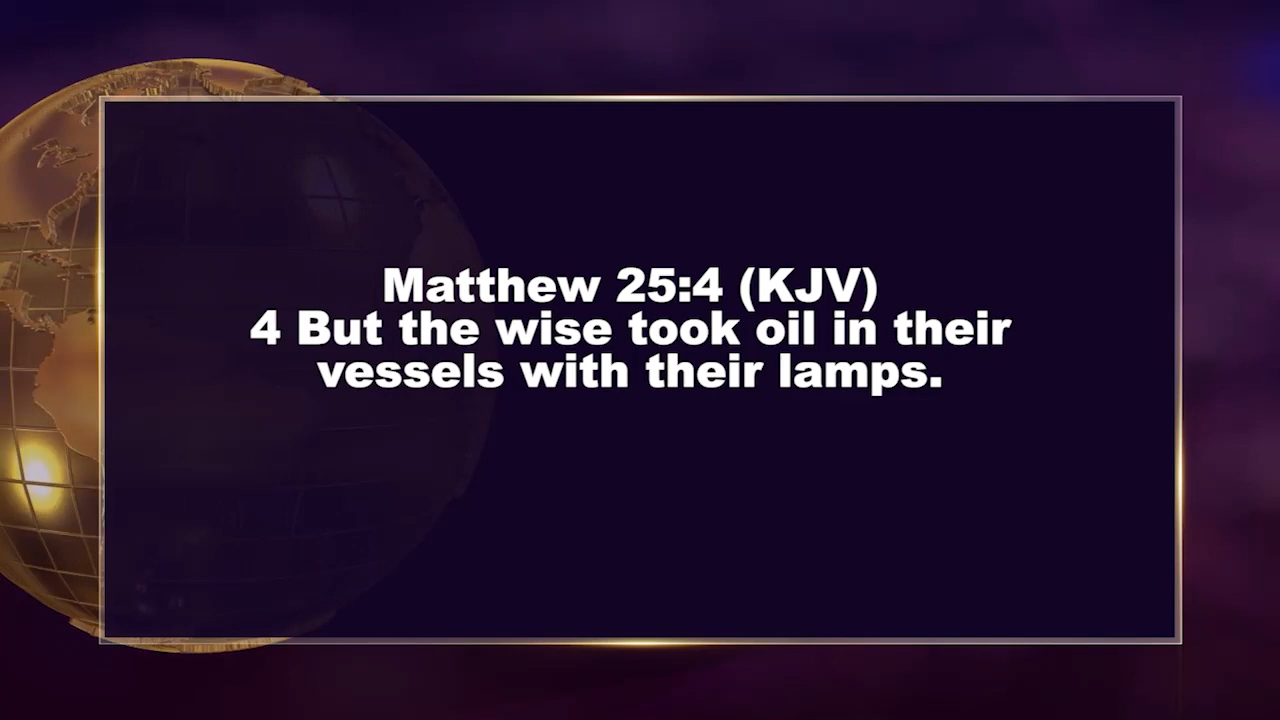 Matthew 25:4 (KJV)
4 But the wise took oil in their
vessels with their lamps.